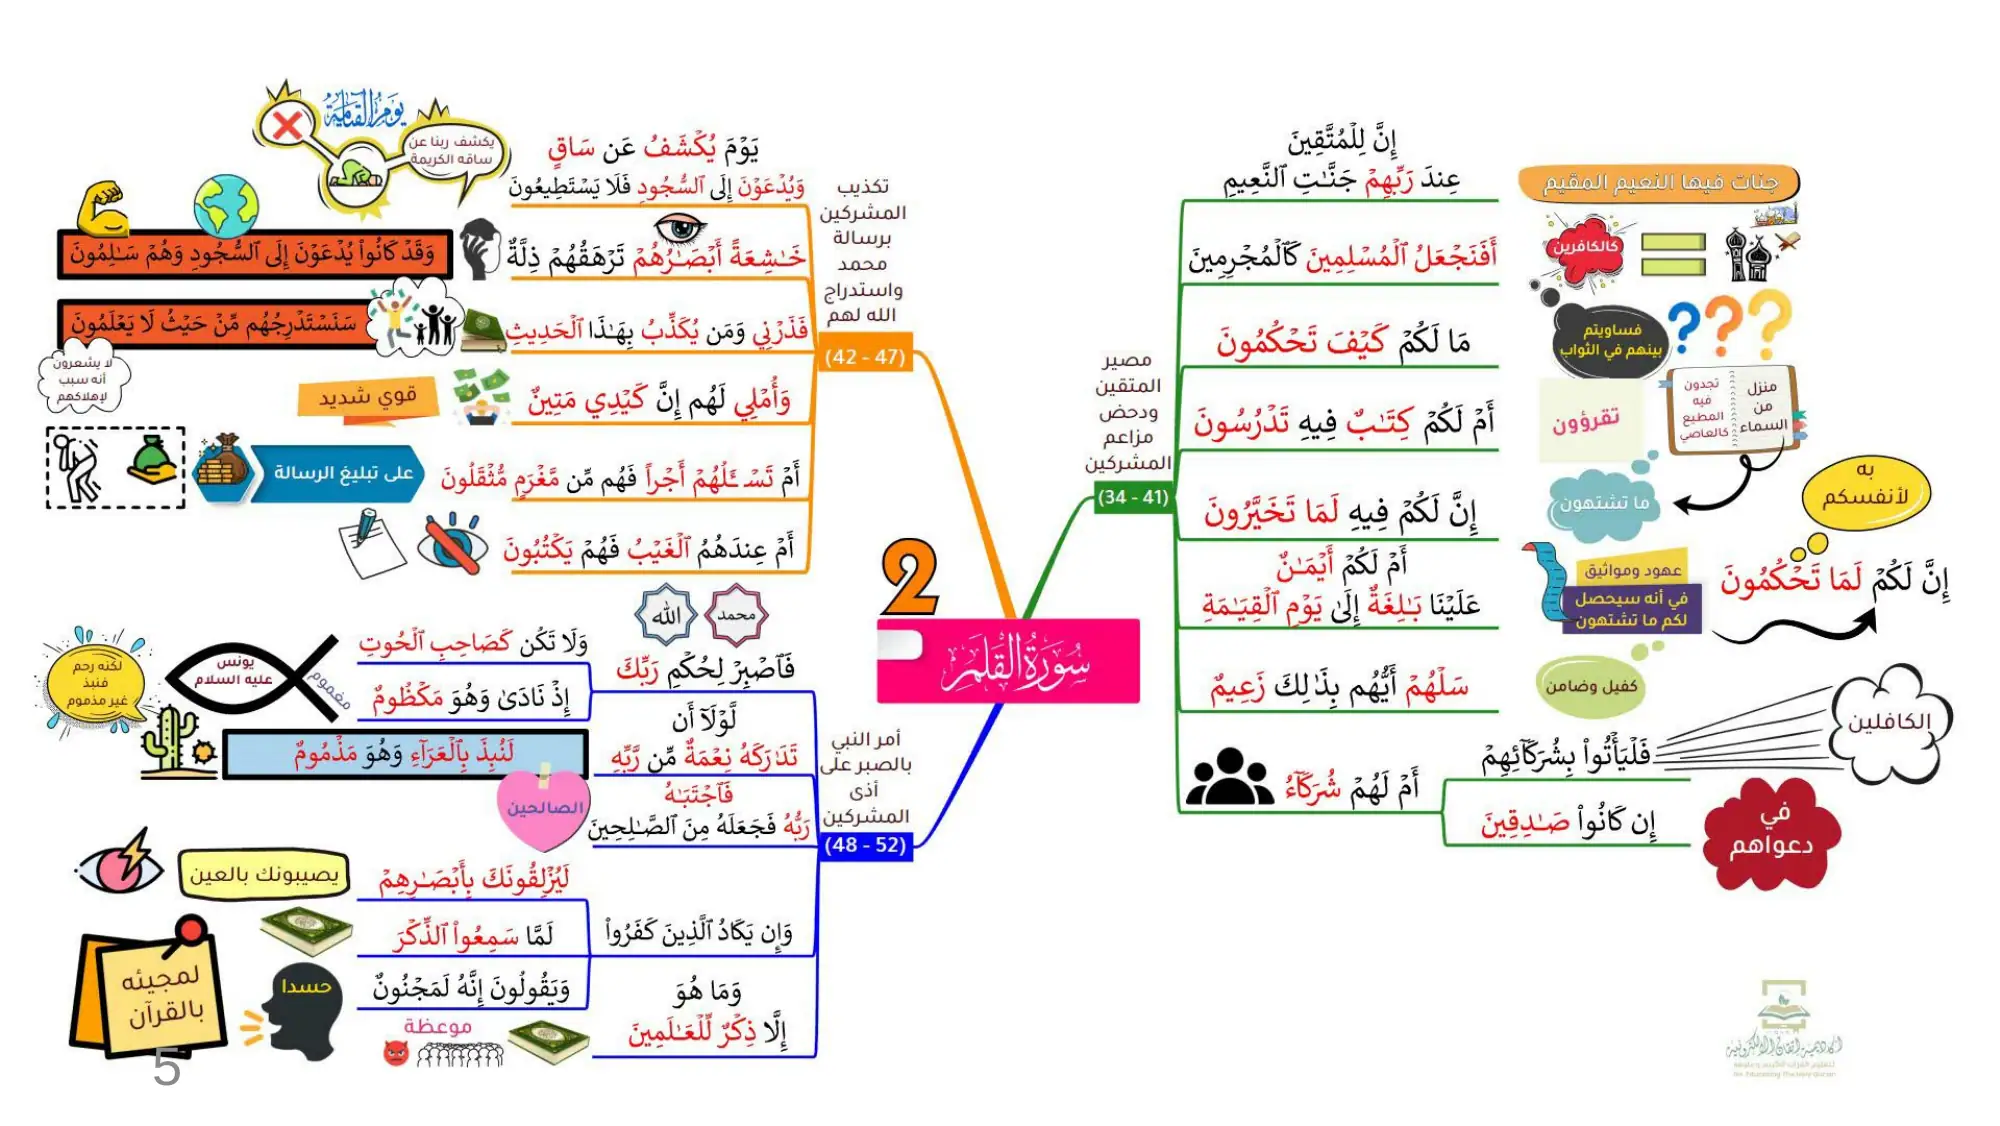 2
سُورَةُ القَلَمِ
مصير
المتقين
ودحض
مزاعم
المشركين
(34 - 41)
إِنَّ لِلْمُتَّقِينَ
عِندَ رَبِّهِمْ جَنَّـٰتِ ٱلنَّعِيمِ
جنات فيها النعيم المقيم
أَفَنَجْعَلُ ٱلْمُسْلِمِينَ كَٱلْمُجْرِمِينَ
كالكافرين
مَا لَكُمْ كَيْفَ تَحْكُمُونَ
فساويتم
بينهم في الثواب
؟ ؟ ؟
أَمْ لَكُمْ كِتَـٰبٌ فِيهِ تَدْرُسُونَ
تقرؤون
منزل
من
السماء
تجدون
فيه
المطيع
كالعاصي
إِنَّ لَكُمْ فِيهِ لَمَا تَخَيَّرُونَ
ما تشتهون
أَمْ لَكُمْ أَيْمَـٰنٌ
عَلَيْنَا بَـٰلِغَةٌ إِلَىٰ يَوْمِ ٱلْقِيَـٰمَةِ
عهود ومواثيق
في أنه سيحصل
لكم ما تشتهون
إِنَّ لَكُمْ لَمَا تَحْكُمُونَ
به
لأنفسكم
سَلْهُمْ أَيُّهُم بِذَٰلِكَ زَعِيمٌ
كفيل وضامن
أَمْ لَهُمْ شُرَكَآءُ
فَلْيَأْتُوا۟ بِشُرَكَآئِهِمْ
الكافلين
إِن كَانُوا۟ صَـٰدِقِينَ
في
دعواهم
تكذيب
المشركين
برسالة
محمد
واستدراج
الله لهم
(42 - 47)
يَوْمَ يُكْشَفُ عَن سَاقٍ
وَيُدْعَوْنَ إِلَى ٱلسُّجُودِ فَلَا يَسْتَطِيعُونَ
يَوْمُ الْقِيَامَةِ
يكشف ربنا عن
ساقه الكريمة
خَـٰشِعَةً أَبْصَـٰرُهُمْ تَرْهَقُهُمْ ذِلَّةٌ
وَقَدْ كَانُوا۟ يُدْعَوْنَ إِلَى ٱلسُّجُودِ وَهُمْ سَـٰلِمُونَ
فَذَرْنِي وَمَن يُكَذِّبُ بِهَـٰذَا ٱلْحَدِيثِ
سَنَسْتَدْرِجُهُم مِّنْ حَيْثُ لَا يَعْلَمُونَ
لا يشعرون
أنه سبب
لإهلاكهم
وَأُمْلِي لَهُم إِنَّ كَيْدِي مَتِينٌ
قوي شديد
أَمْ تَسْـَٔلُهُمْ أَجْراً فَهُم مِّن مَّغْرَمٍ مُّثْقَلُونَ
على تبليغ الرسالة
أَمْ عِندَهُمُ ٱلْغَيْبُ فَهُمْ يَكْتُبُونَ
أمر النبي
بالصبر على
أذى
المشركين
(48 - 52)
محمد
الله
فَٱصْبِرْ لِحُكْمِ رَبِّكَ
وَلَا تَكُن كَصَاحِبِ ٱلْحُوتِ
إِذْ نَادَىٰ وَهُوَ مَكْظُومٌ
يونس
عليه السلام
مغموم
لَّوْلَآ أَن
تَدَٰرَكَهُ نِعْمَةٌ مِّن رَّبِّهِ
لَنُبِذَ بِٱلْعَرَآءِ وَهُوَ مَذْمُومٌ
لكنه رحم
فنبذ
غير مذموم
فَٱجْتَبَـٰهُ
رَبُّهُ فَجَعَلَهُ مِنَ ٱلصَّـٰلِحِينَ
الصالحين
وَإِن يَكَادُ ٱلَّذِينَ كَفَرُوا۟
لَيُزْلِقُونَكَ بِأَبْصَـٰرِهِمْ
يصيبونك بالعين
لَمَّا سَمِعُوا۟ ٱلذِّكْرَ
وَيَقُولُونَ إِنَّهُ لَمَجْنُونٌ
حسدا
لمجيئه
بالقرآن
وَمَا هُوَ
إِلَّا ذِكْرٌ لِّلْعَـٰلَمِينَ
موعظة
5